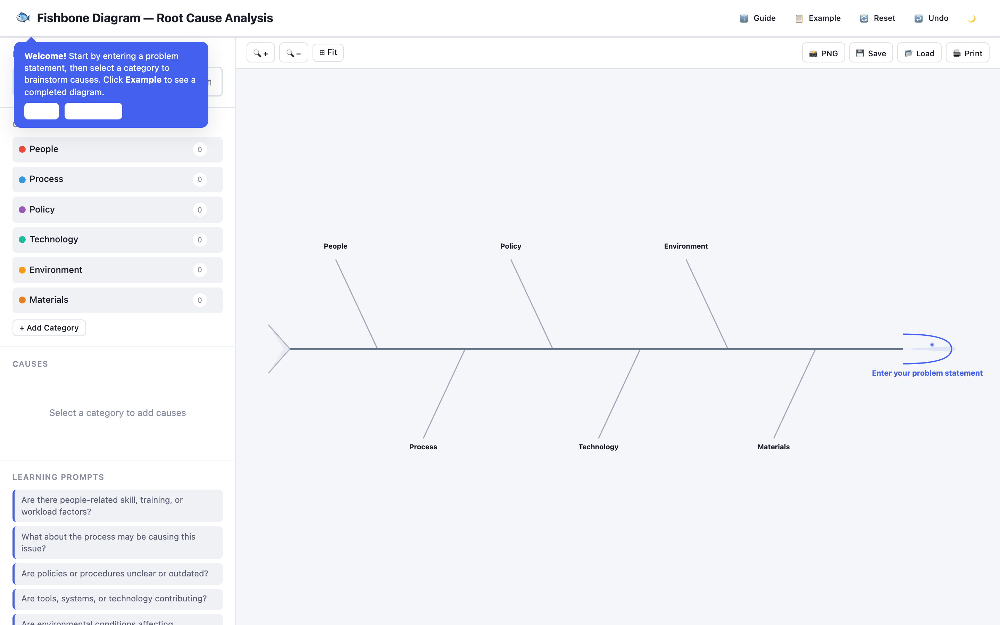 Fishbone Diagram — Root Cause Analysis
Guide
Example
Reset
Undo
Welcome! Start by entering a problem
statement, then select a category to
brainstorm causes. Click Example to see a
completed diagram.
People 0
Process 0
Policy 0
Technology 0
Environment 0
Materials 0
+ Add Category
CAUSES
Select a category to add causes
LEARNING PROMPTS
Are there people-related skill, training, or
workload factors?
What about the process may be causing this
issue?
Are policies or procedures unclear or outdated?
Are tools, systems, or technology contributing?
Are environmental conditions affecting
+
–
Fit
PNG
Save
Load
Print
People
Policy
Environment
Enter your problem statement
Process
Technology
Materials